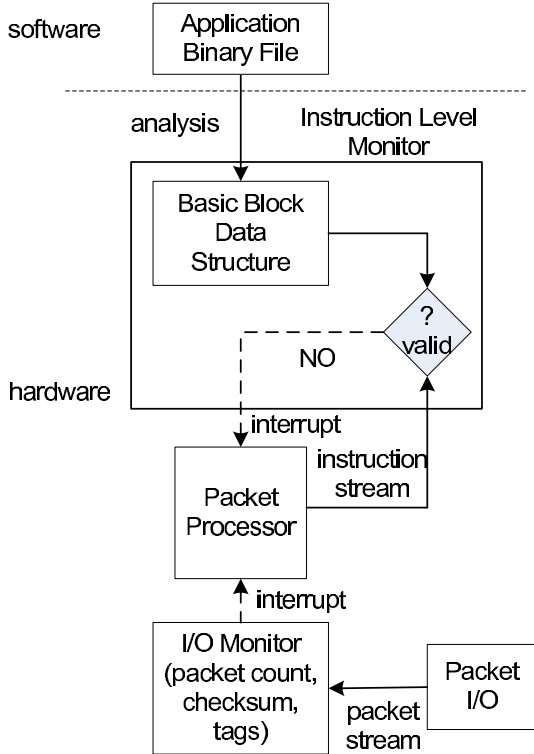 software
Application
Binary File
analysis
Instruction Level
Monitor
Basic Block
Data
Structure
?
valid
NO
hardware
interrupt
instruction
stream
Packet
Processor
interrupt
I/O Monitor
(packet count,
checksum,
tags)
Packet
I/O
packet
stream